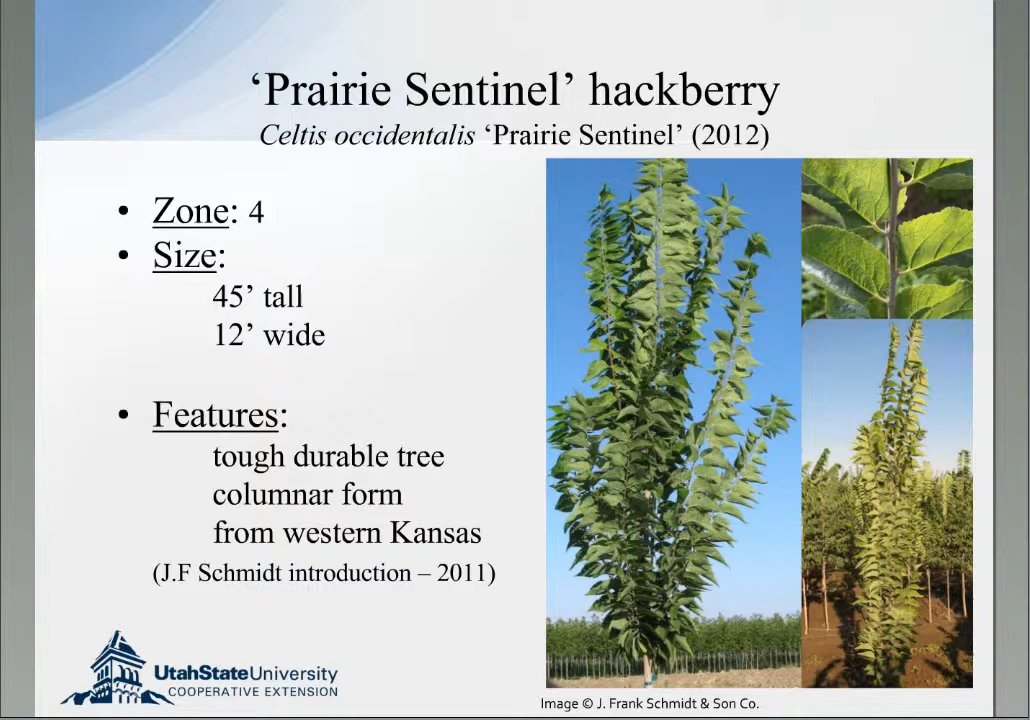 ‘Prairie Sentinel’ hackberry
Celtis occidentalis ‘Prairie Sentinel’ (2012)
• Zone: 4
• Size:
45’ tall
12’ wide
• Features:
tough durable tree
columnar form
from western Kansas
(J.F Schmidt introduction – 2011)
UtahStateUniversity
COOPERATIVE EXTENSION
Image © J. Frank Schmidt & Son Co.